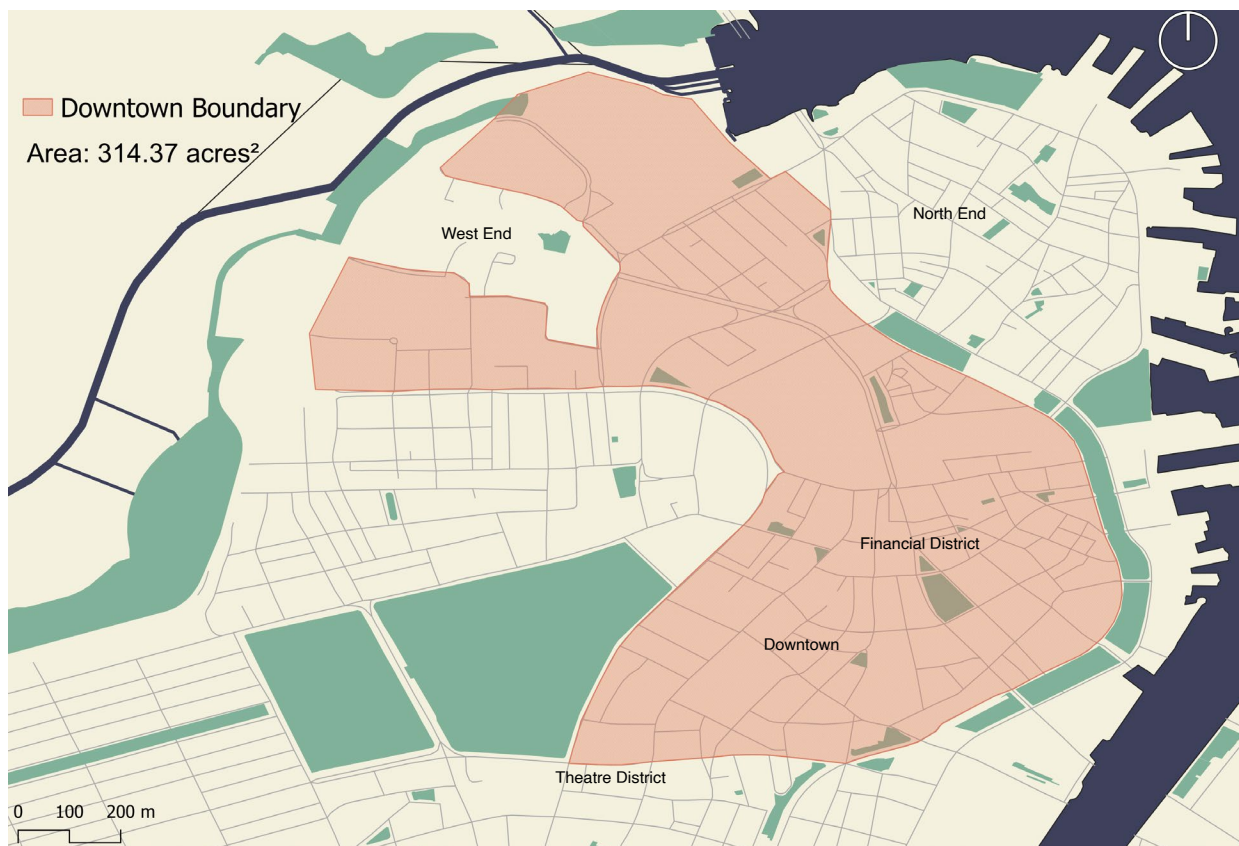 Downtown Boundary
Area: 314.37 acres²
West End
North End
Financial District
Downtown
Theatre District
0 100 200 m